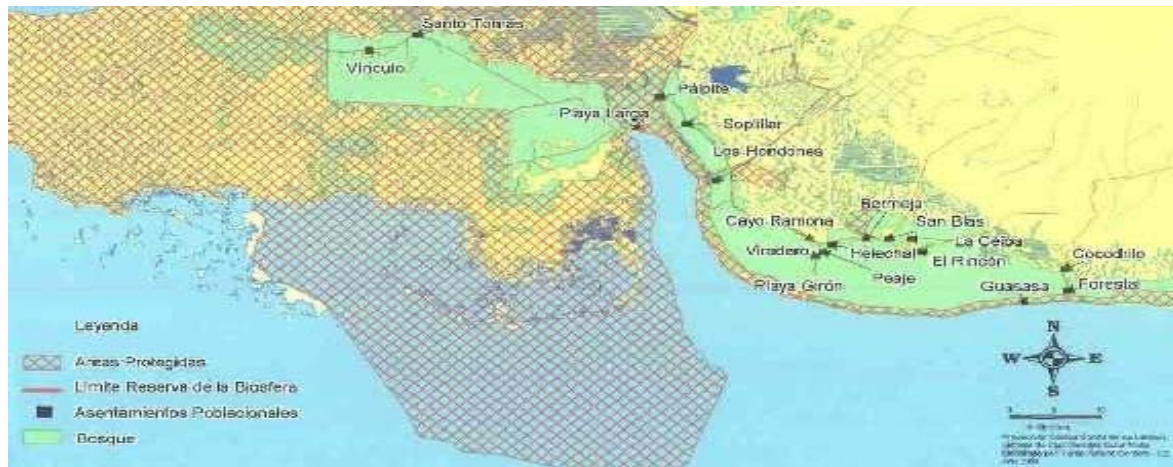 Santo Tomas
Vinculo
Pálpite
Playa Larga
Soplillar
Los Hondones
Bermeja
Cayo Ramona
San Blas
La Ceiba
Viradero
Helechal
El Rincón
Cocodrilo
Peaje
Playa Girón
Guasasa
Forestal
Leyenda
Areas Protegidas
Límite Reserva de la Biosfera
Asentamientos Poblacionales
Bosque
N
W
E
S